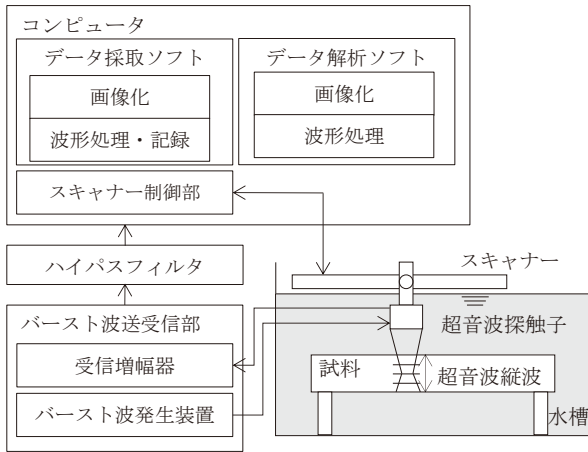 コンピュータ
データ採取ソフト
画像化
波形処理・記録
データ解析ソフト
画像化
波形処理
スキャナー制御部
ハイパスフィルタ
バースト波送受信部
受信増幅器
バースト波発生装置
スキャナー
超音波探触子
試料
超音波縦波
水槽